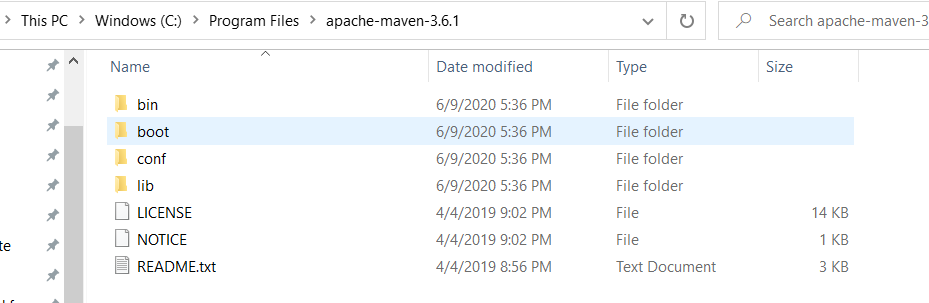 This PC > Windows (C:) > Program Files > apache-maven-3.6.1 Search apache-maven-3
Name Date modified Type Size
bin 6/9/2020 5:36 PM File folder
boot 6/9/2020 5:36 PM File folder
conf 6/9/2020 5:36 PM File folder
lib 6/9/2020 5:36 PM File folder
LICENSE 4/4/2019 9:02 PM File 14 KB
te NOTICE 4/4/2019 9:02 PM File 1 KB
README.txt 4/4/2019 8:56 PM Text Document 3 KB